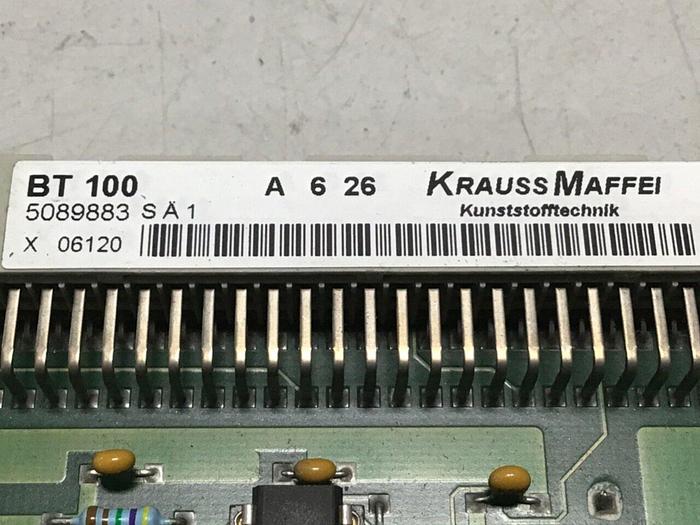 BT 100 A 6 26 KRAUSS MAFFEI
5089883 S Ä 1 Kunststofftechnik
X 06120